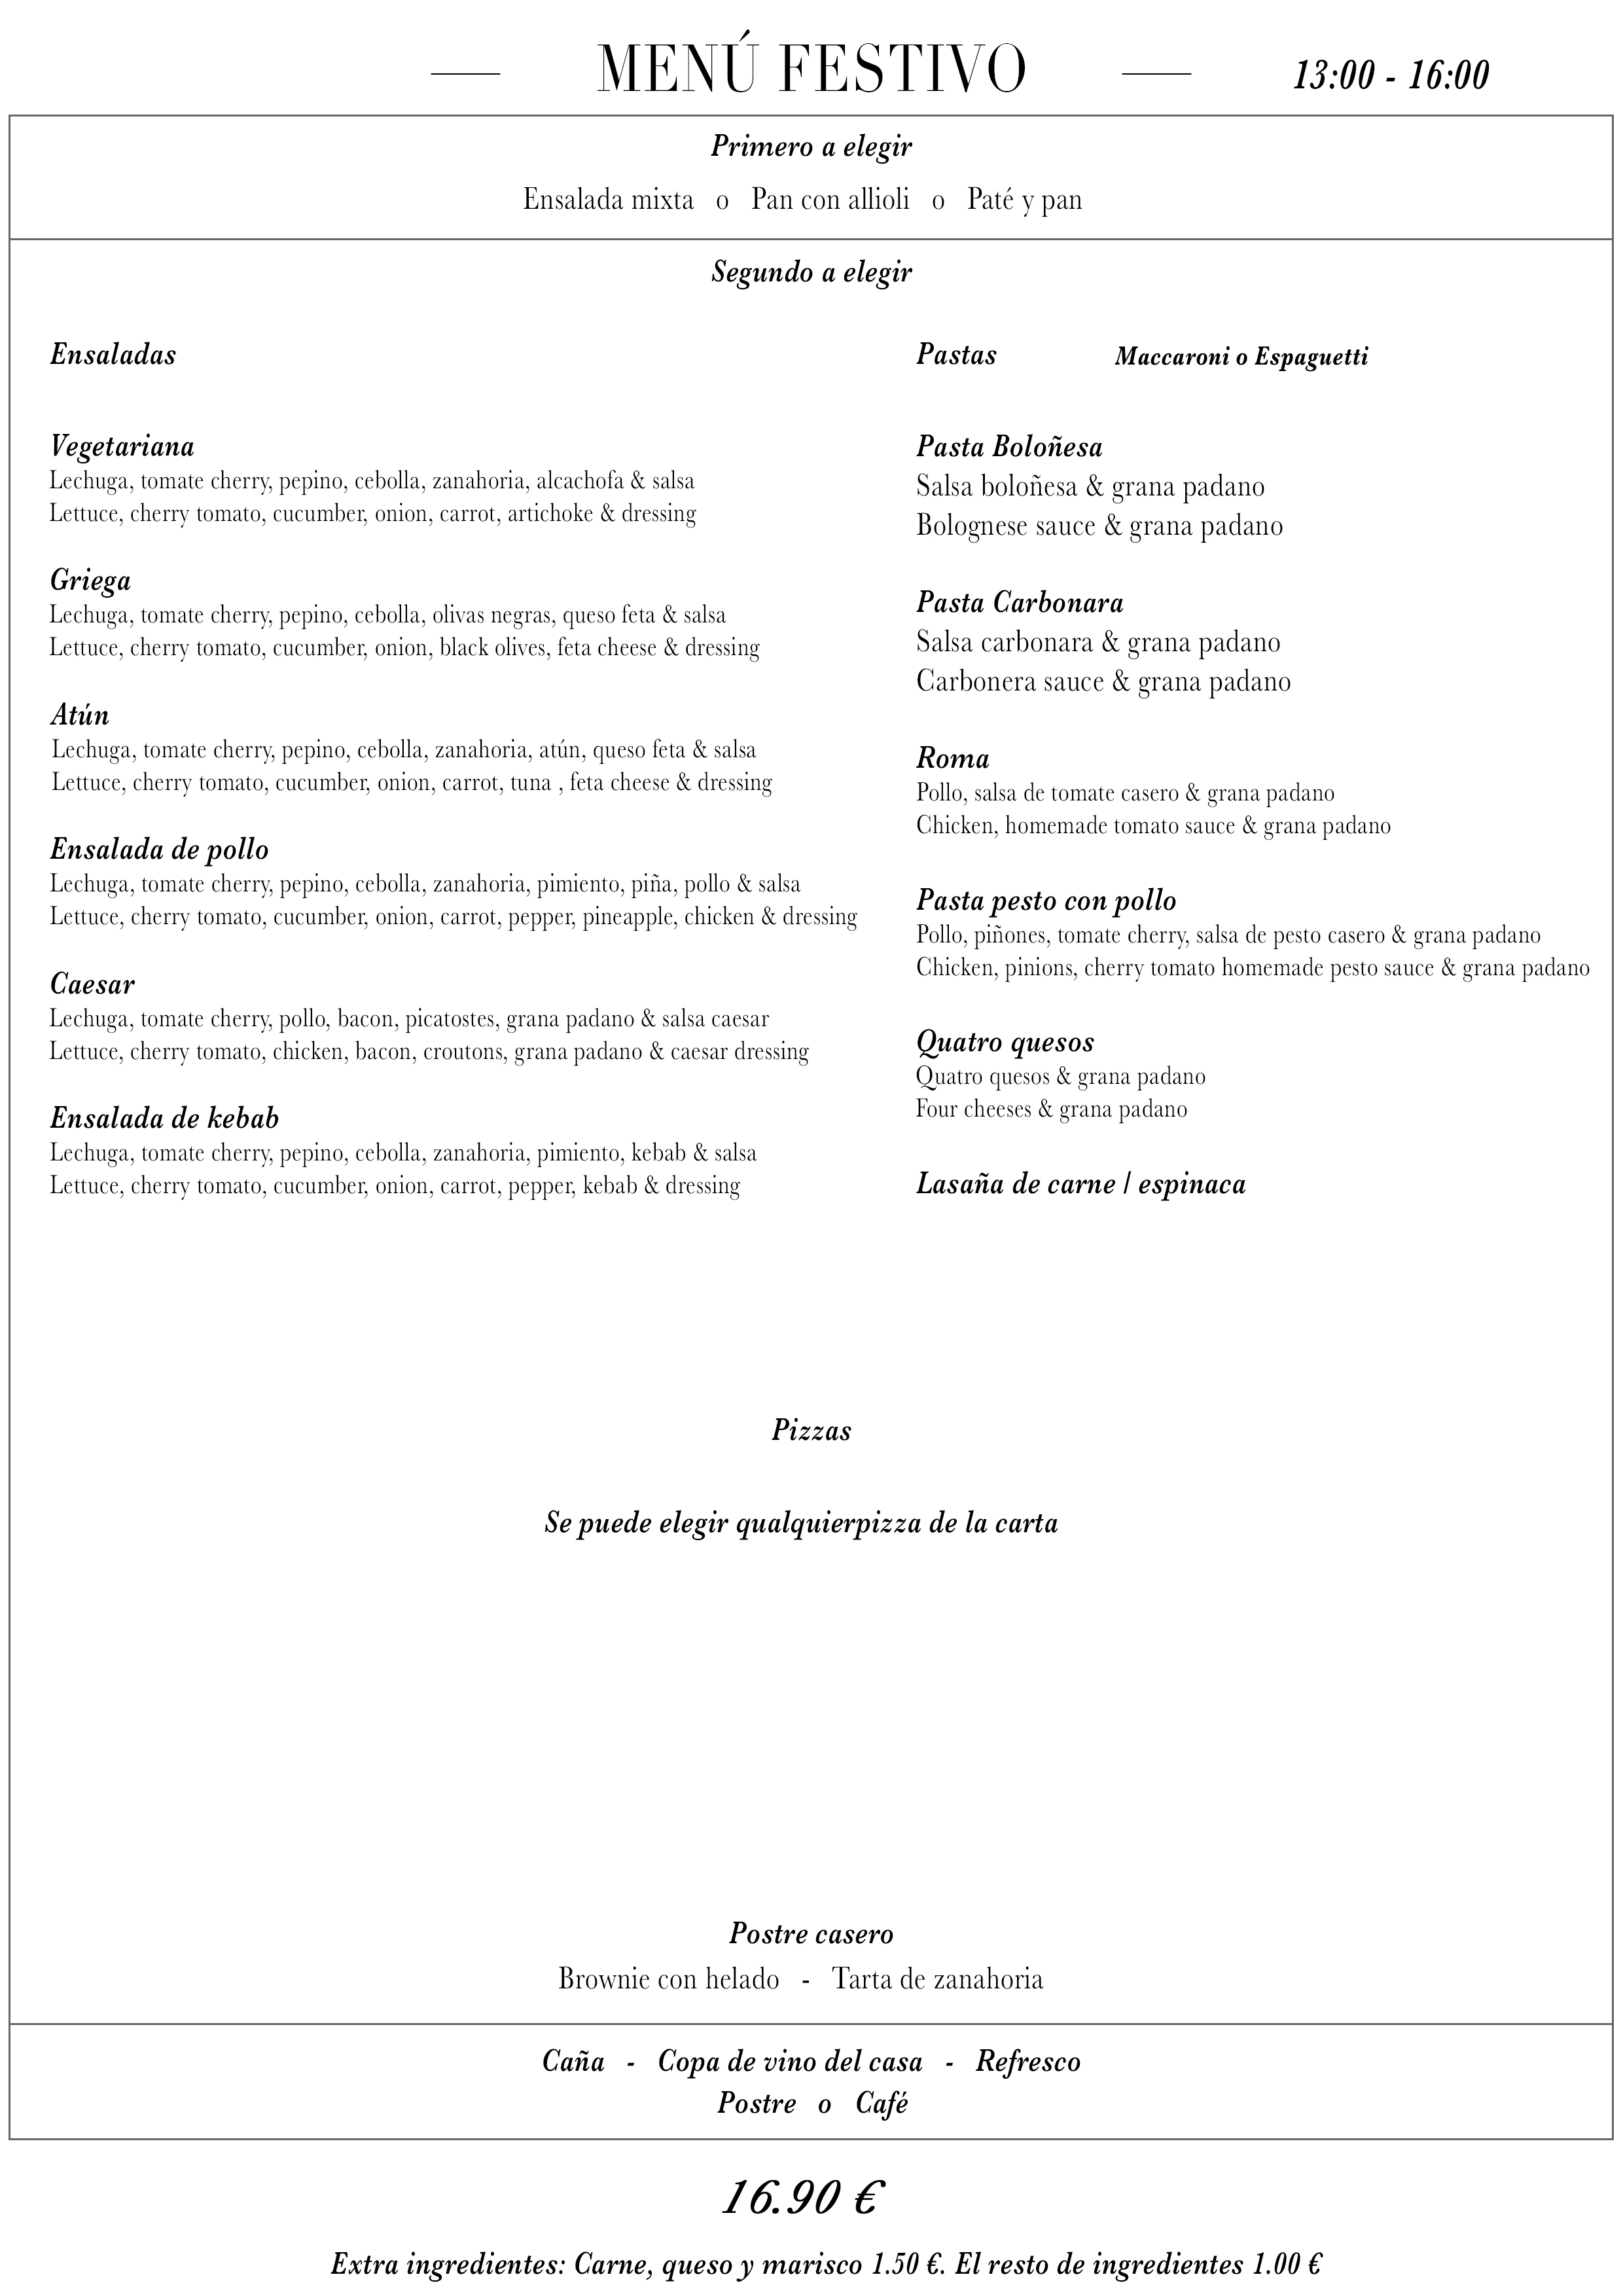 MENÚ FESTIVO
13:00 - 16:00
Primero a elegir
Ensalada mixta o Pan con allioli o Paté y pan
Segundo a elegir
Ensaladas
Vegetariana
Lechuga, tomate cherry, pepino, cebolla, zanahoria, alcachofa & salsa
Lettuce, cherry tomato, cucumber, onion, carrot, artichoke & dressing
Griega
Lechuga, tomate cherry, pepino, cebolla, olivas negras, queso feta & salsa
Lettuce, cherry tomato, cucumber, onion, black olives, feta cheese & dressing
Atún
Lechuga, tomate cherry, pepino, cebolla, zanahoria, atún, queso feta & salsa
Lettuce, cherry tomato, cucumber, onion, carrot, tuna , feta cheese & dressing
Ensalada de pollo
Lechuga, tomate cherry, pepino, cebolla, zanahoria, pimiento, piña, pollo & salsa
Lettuce, cherry tomato, cucumber, onion, carrot, pepper, pineapple, chicken & dressing
Caesar
Lechuga, tomate cherry, pollo, bacon, picatostes, grana padano & salsa caesar
Lettuce, cherry tomato, chicken, bacon, croutons, grana padano & caesar dressing
Ensalada de kebab
Lechuga, tomate cherry, pepino, cebolla, zanahoria, pimiento, kebab & salsa
Lettuce, cherry tomato, cucumber, onion, carrot, pepper, kebab & dressing
Pastas Maccaroni o Espaguetti
Pasta Boloñesa
Salsa boloñesa & grana padano
Bolognese sauce & grana padano
Pasta Carbonara
Salsa carbonara & grana padano
Carbonera sauce & grana padano
Roma
Pollo, salsa de tomate casero & grana padano
Chicken, homemade tomato sauce & grana padano
Pasta pesto con pollo
Pollo, piñones, tomate cherry, salsa de pesto casero & grana padano
Chicken, pinions, cherry tomato homemade pesto sauce & grana padano
Quatro quesos
Quatro quesos & grana padano
Four cheeses & grana padano
Lasaña de carne / espinaca
Pizzas
Se puede elegir qualquierpizza de la carta
Postre casero
Brownie con helado - Tarta de zanahoria
Caña - Copa de vino del casa - Refresco
Postre o Café
16.90 €
Extra ingredientes: Carne, queso y marisco 1.50 €. El resto de ingredientes 1.00 €